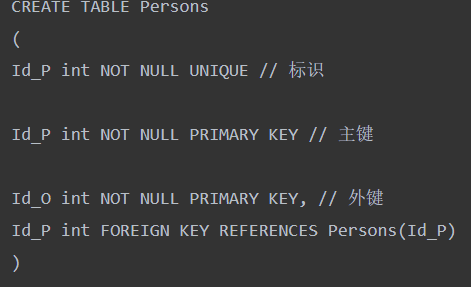 CREATE TABLE Persons
(
Id_P int NOT NULL UNIQUE // 标识
Id_P int NOT NULL PRIMARY KEY // 主键
Id_O int NOT NULL PRIMARY KEY, // 外键
Id_P int FOREIGN KEY REFERENCES Persons(Id_P)
)